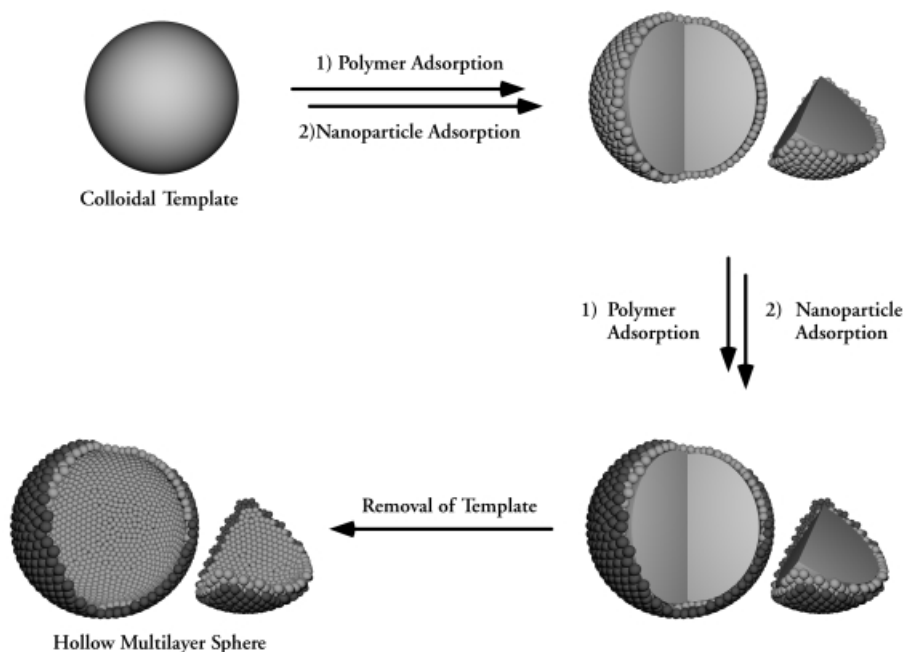 1) Polymer Adsorption
2)Nanoparticle Adsorption
Colloidal Template
1) Polymer
Adsorption
2) Nanoparticle
Adsorption
Removal of Template
Hollow Multilayer Sphere